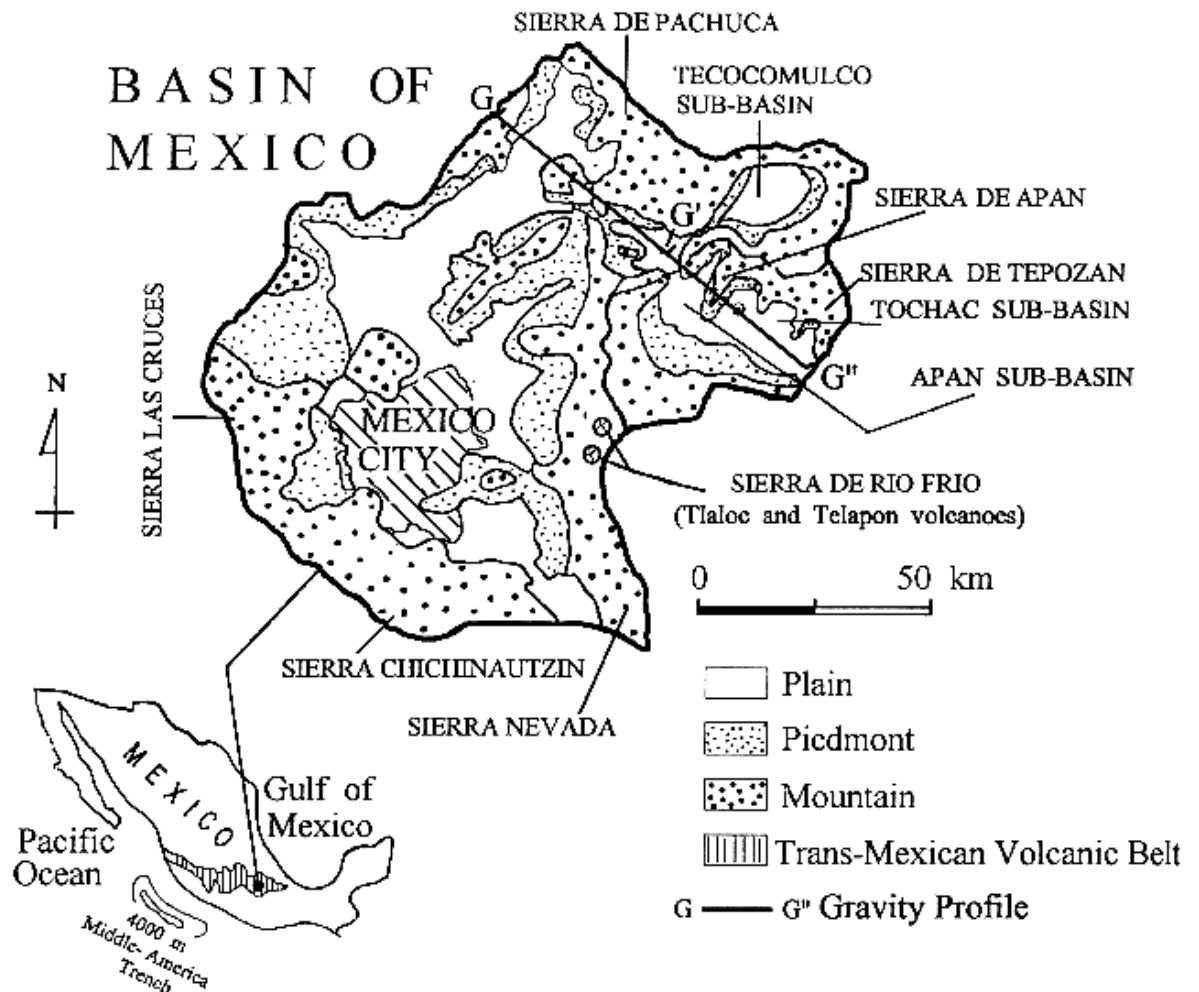 SIERRA DE PACHUCA
BASIN OF
MEXICO
TECOCOMULCO
SUB-BASIN
G
G'
SIERRA DE APAN
SIERRA DE TEPOZAN
TOCHAC SUB-BASIN
G"
APAN SUB-BASIN
SIERRA LAS CRUCES
N
MEXICO
CITY
SIERRA DE RIO FRIO
(Tlaloc and Telapon volcanoes)
0 50 km
SIERRA CHICHINAUTZIN
SIERRA NEVADA
Plain
Piedmont
Mountain
Trans-Mexican Volcanic Belt
G G" Gravity Profile
MEXICO
Gulf of
Mexico
Pacific
Ocean
4000 m
Middle-America
Trench